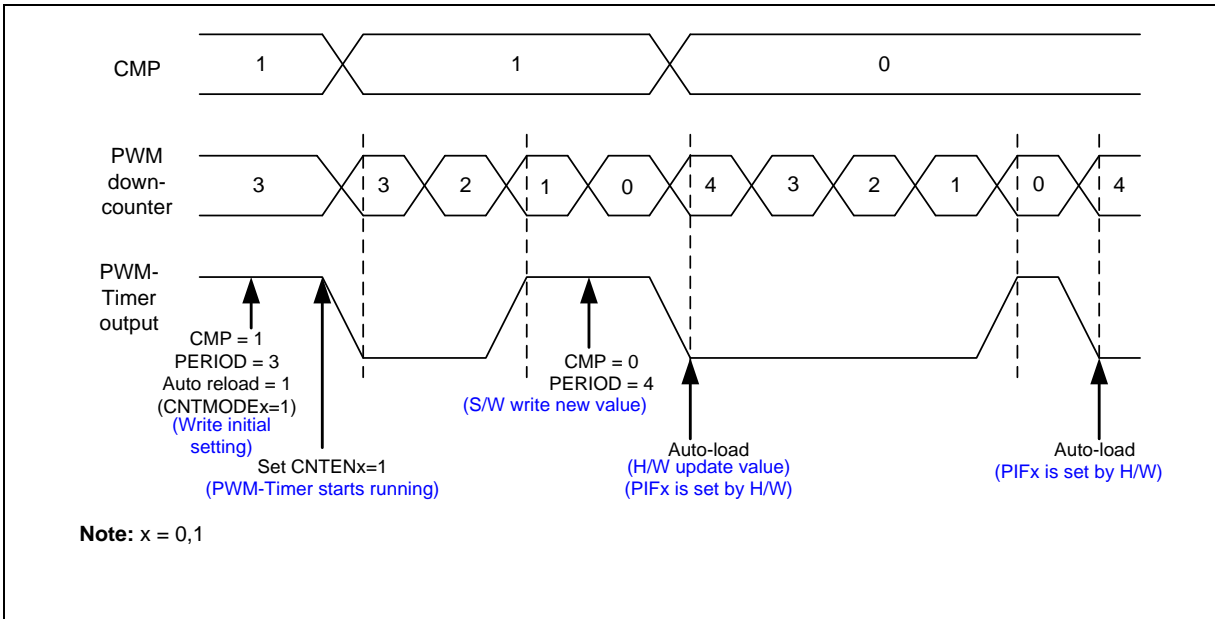 CMP
1
1
0
PWM
down-
counter
3
3
2
1
0
4
3
2
1
0
4
PWM-
Timer
output
CMP = 1
PERIOD = 3
Auto reload = 1
(CNTMODEx=1)
(Write initial
setting)
Set CNTENx=1
(PWM-Timer starts running)
CMP = 0
PERIOD = 4
(S/W write new value)
Auto-load
(H/W update value)
(PIFx is set by H/W)
Auto-load
(PIFx is set by H/W)
Note: x = 0,1